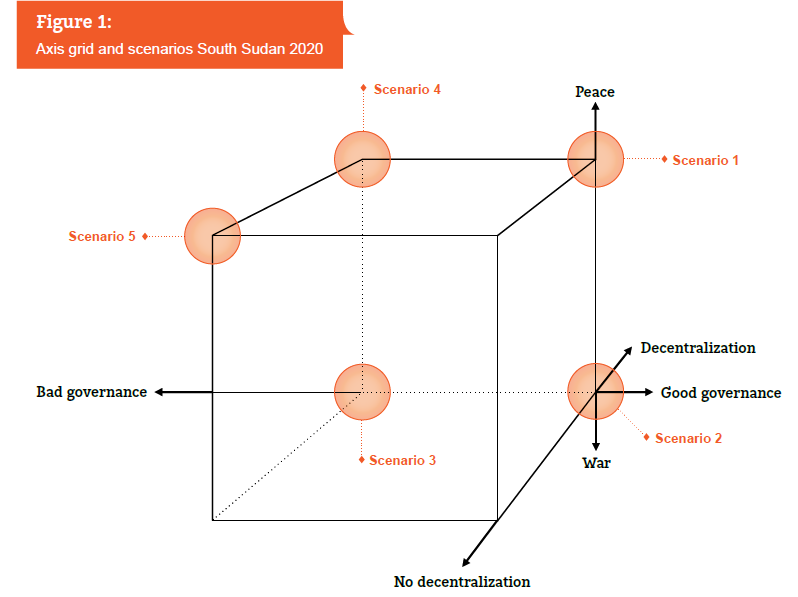 Figure 1:
Axis grid and scenarios South Sudan 2020
Scenario 4
Peace
Scenario 1
Scenario 5
Decentralization
Bad governance
Good governance
Scenario 2
Scenario 3
War
No decentralization